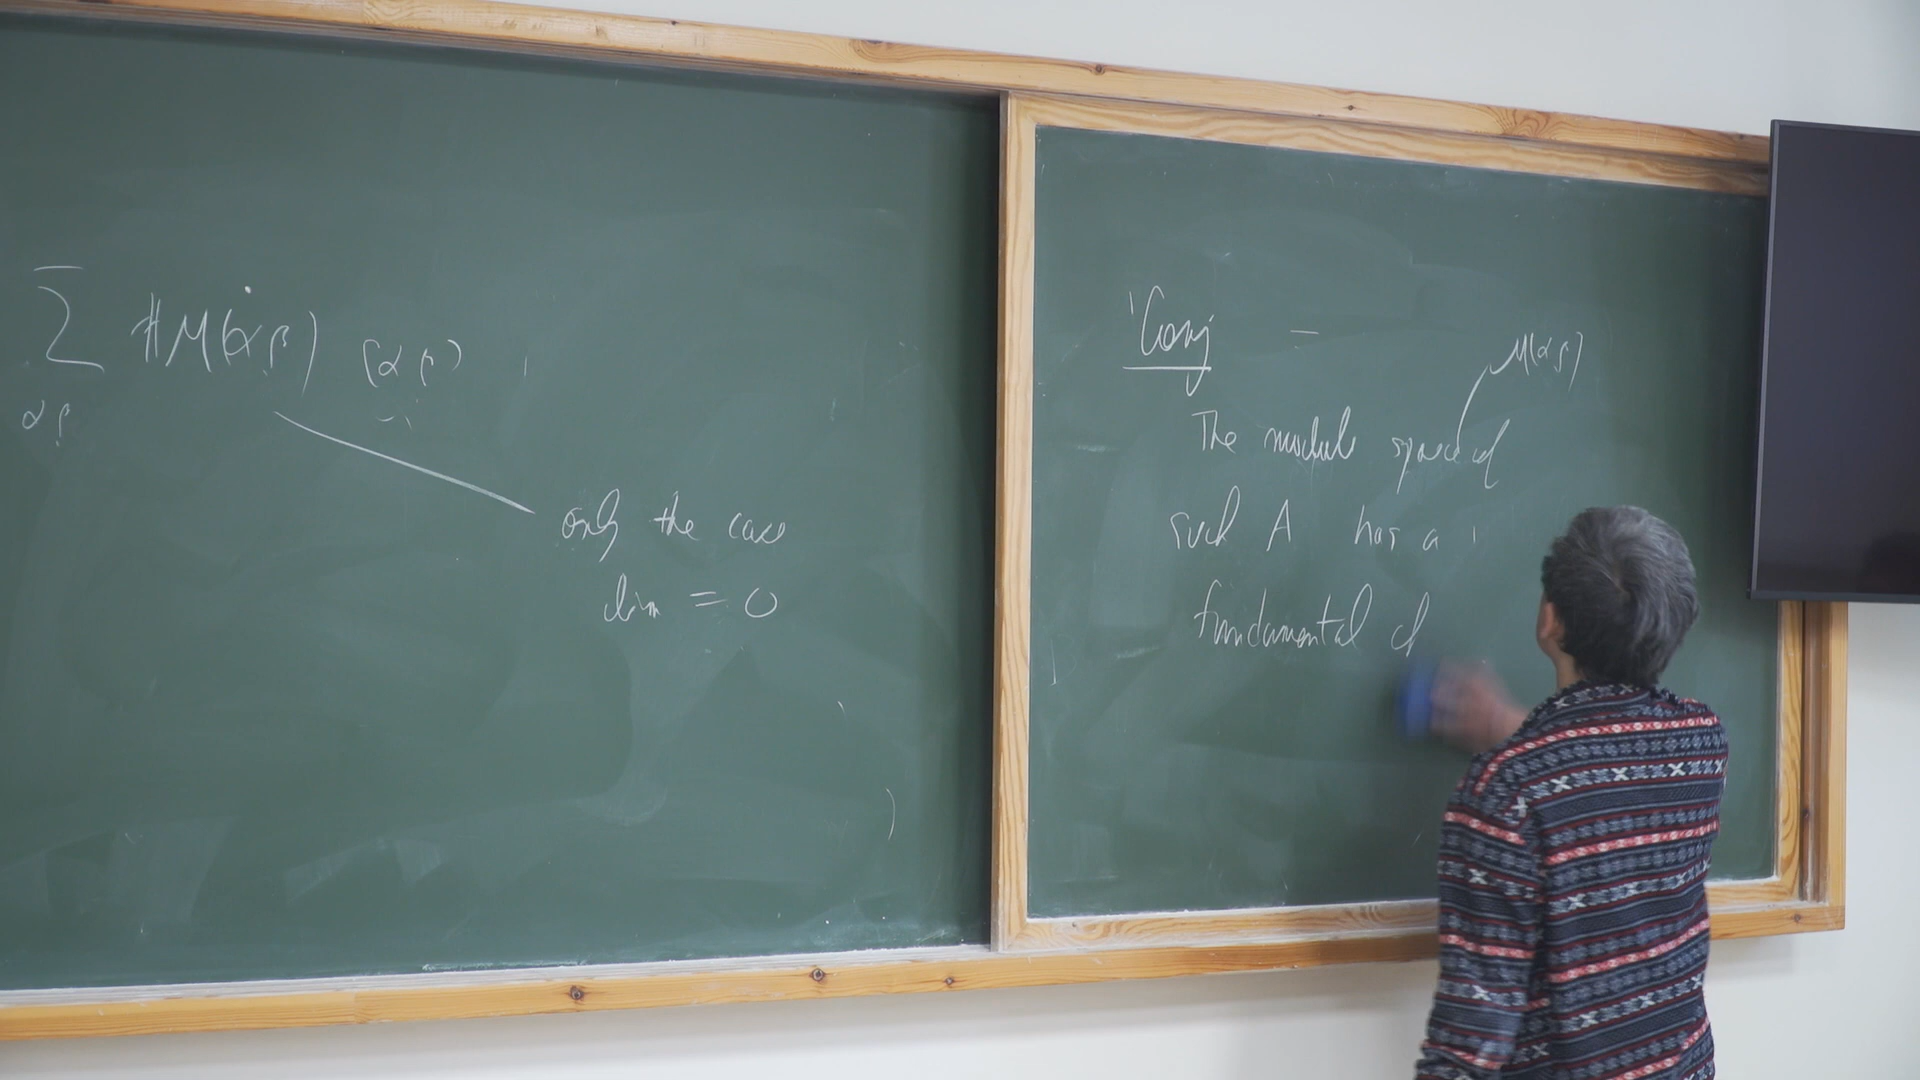 Σ #M(α,β) (α β)
α β
only the case
dim = 0
'Conj —
M(α β)
The moduli space of
such A has a
fundamental cl